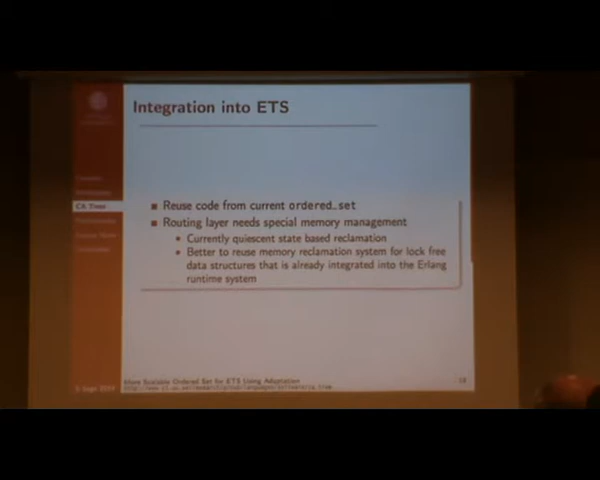 Integration into ETS
CA Trees
Reuse code from current ordered_set
Routing layer needs special memory management
Currently quiescent state based reclamation
Better to reuse memory reclamation system for lock free
data structures that is already integrated into the Erlang
runtime system
More Scalable Ordered Set for ETS Using Adaptation